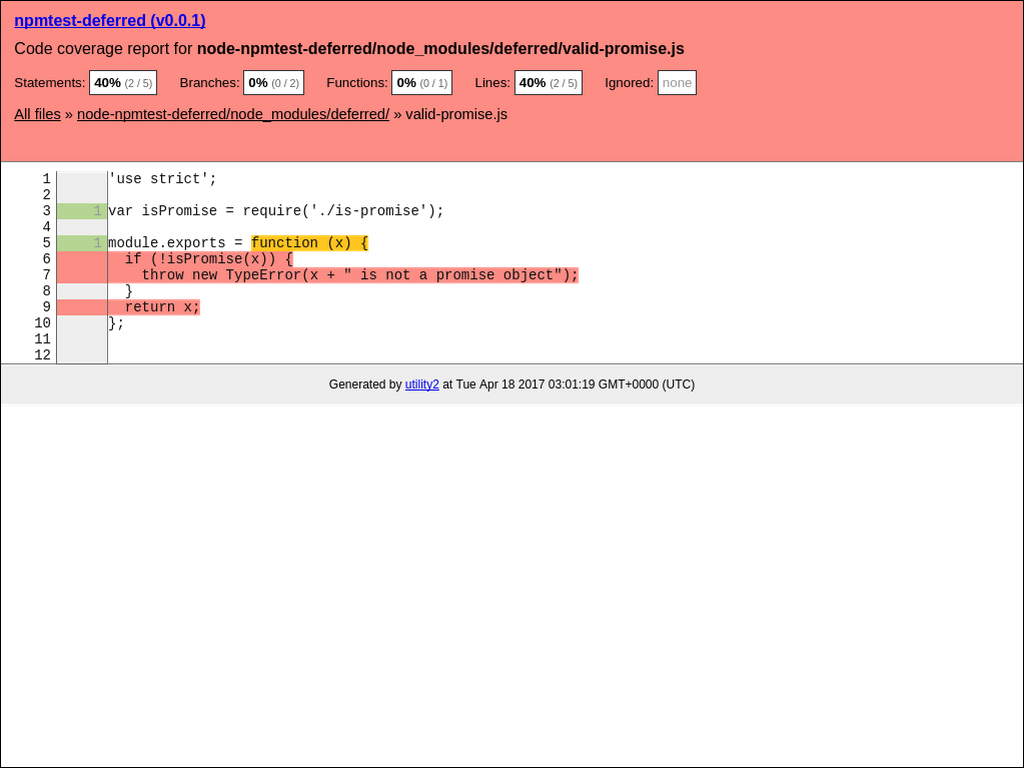 npmtest-deferred (v0.0.1)
Code coverage report for node-npmtest-deferred/node_modules/deferred/valid-promise.js
Statements: 40% (2 / 5) Branches: 0% (0 / 2) Functions: 0% (0 / 1) Lines: 40% (2 / 5) Ignored: none
All files » node-npmtest-deferred/node_modules/deferred/ » valid-promise.js
1 'use strict';
2
3 1 var isPromise = require('./is-promise');
4
5 1 module.exports = function (x) {
6 if (!isPromise(x)) {
7 throw new TypeError(x + " is not a promise object");
8 }
9 return x;
10 };
11
12
Generated by utility2 at Tue Apr 18 2017 03:01:19 GMT+0000 (UTC)